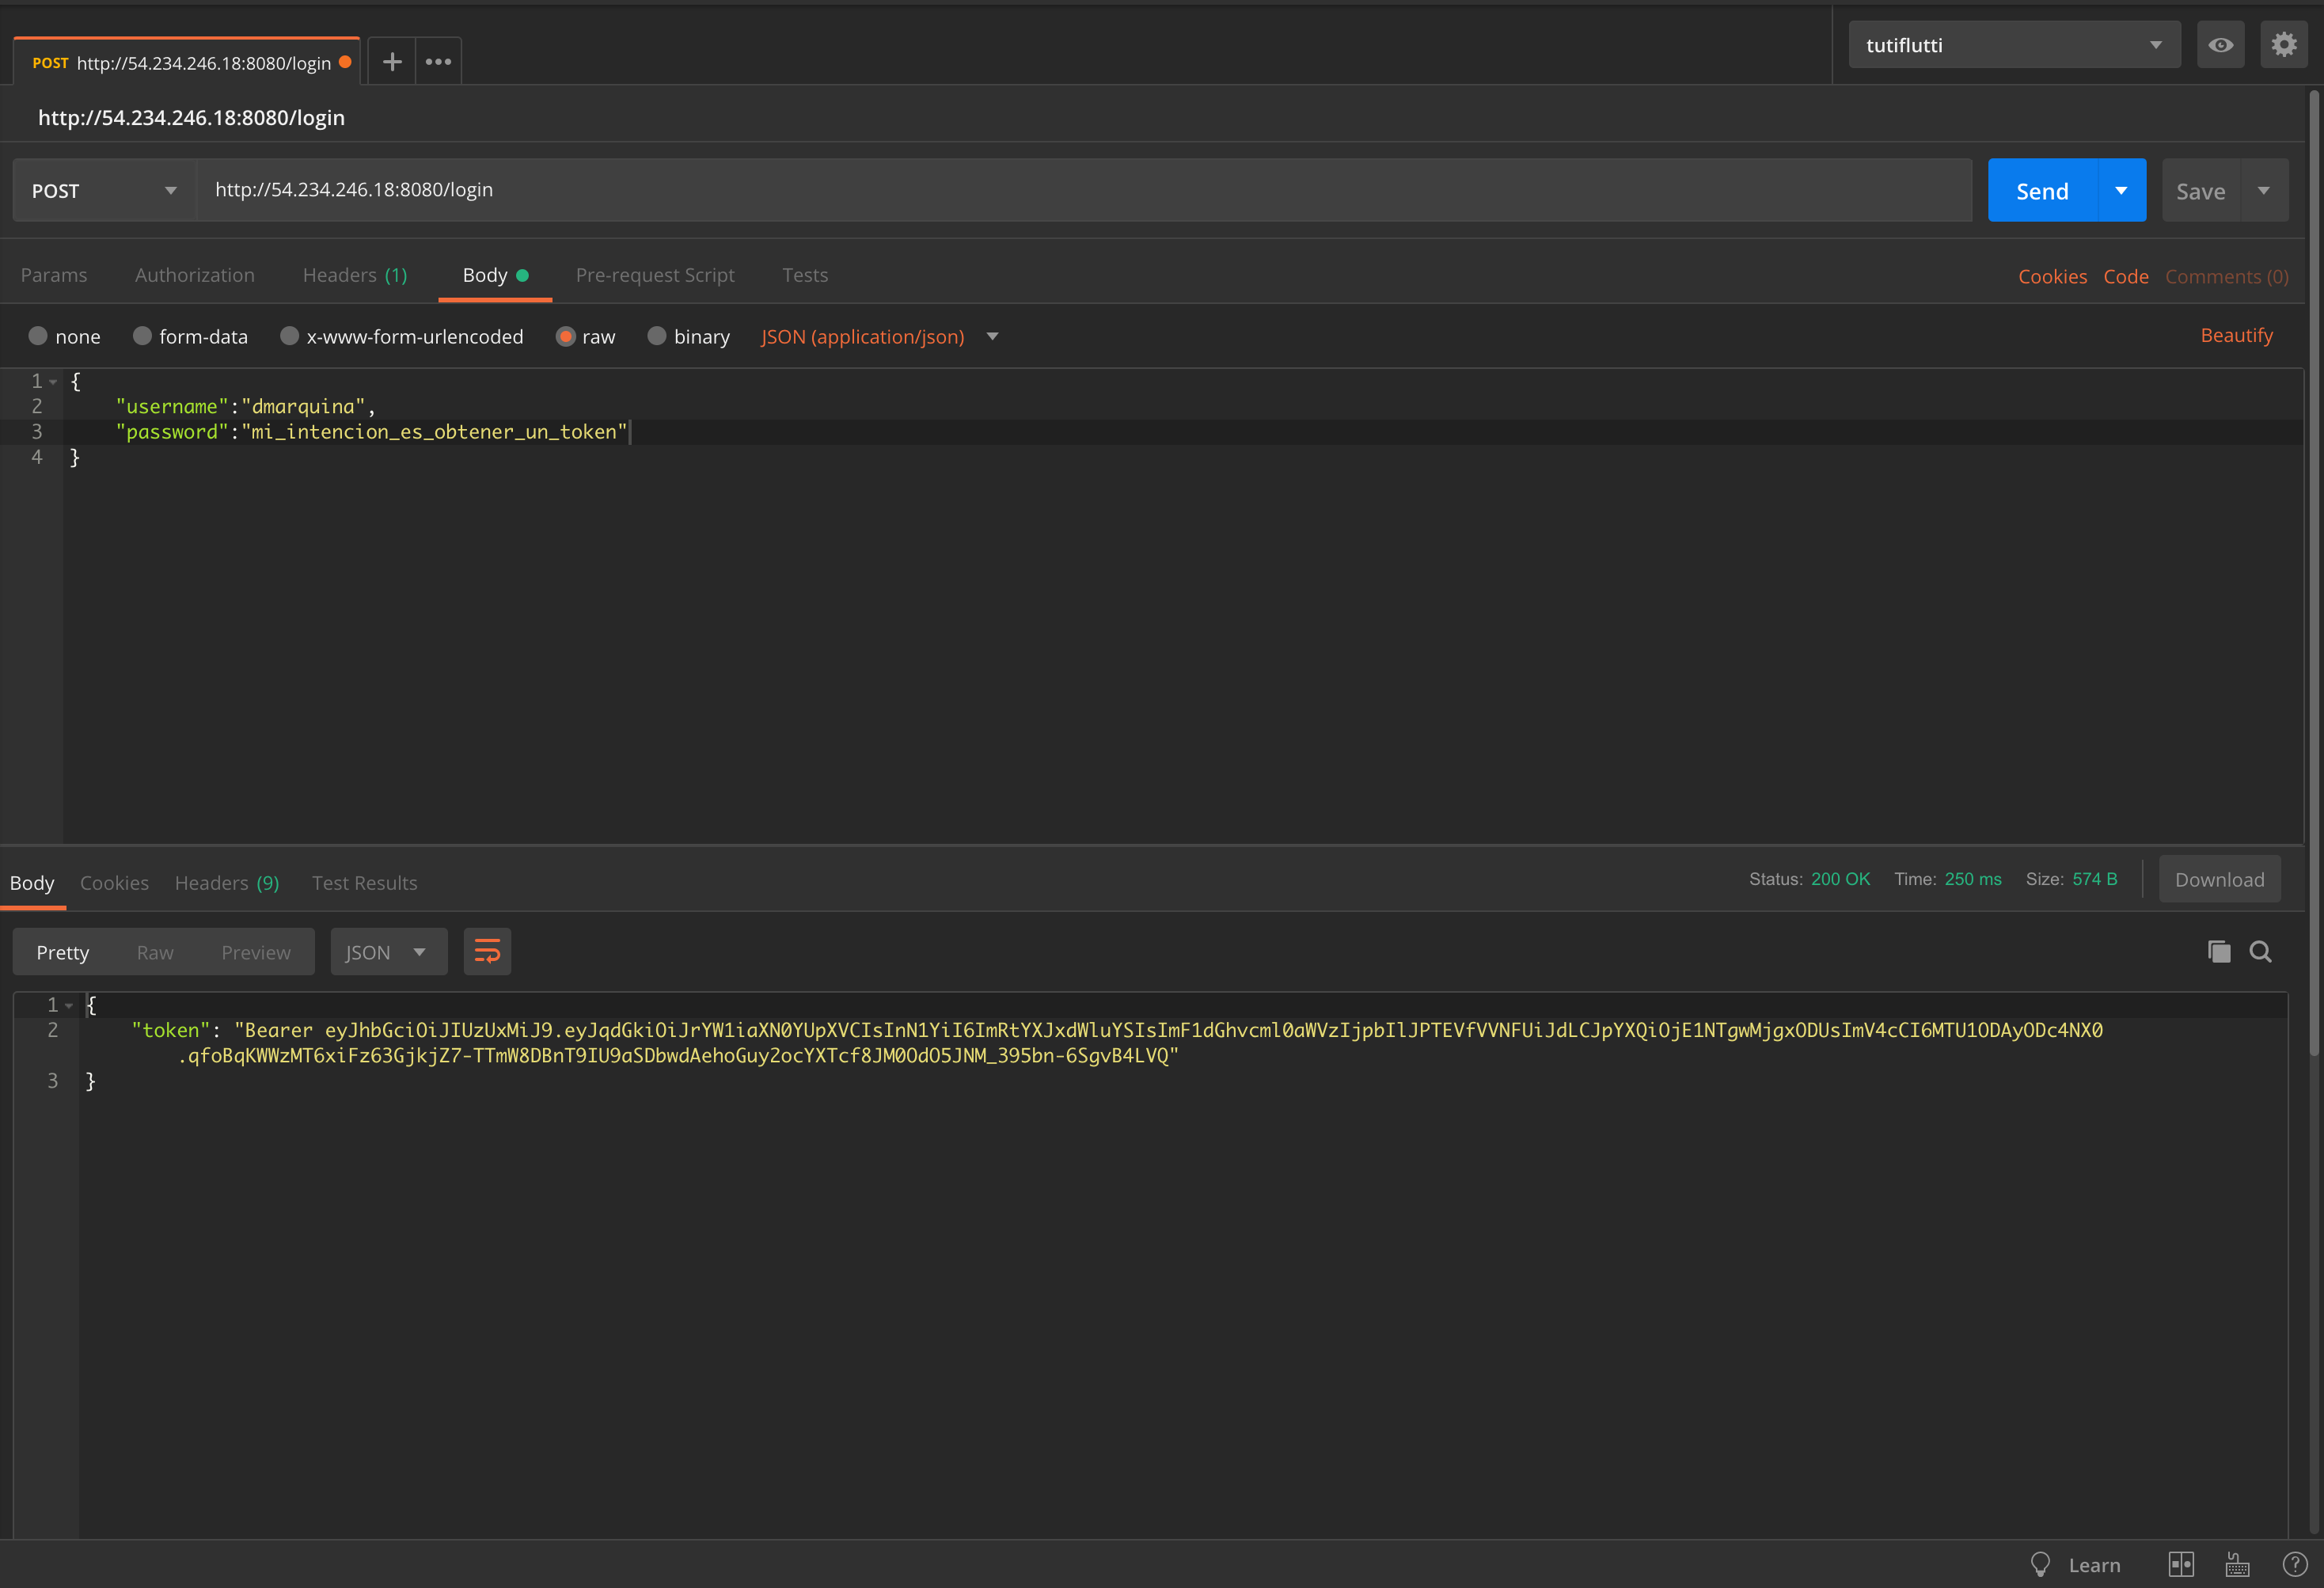 POST http://54.234.246.18:8080/login
tutiflutti
http://54.234.246.18:8080/login
POST http://54.234.246.18:8080/login Send Save
Params Authorization Headers (1) Body Pre-request Script Tests Cookies Code Comments (0)
none form-data x-www-form-urlencoded raw binary JSON (application/json) Beautify
1 {
2 "username":"dmarquina",
3 "password":"mi_intencion_es_obtener_un_token"
4 }
Body Cookies Headers (9) Test Results Status: 200 OK Time: 250 ms Size: 574 B Download
Pretty Raw Preview JSON
1 {
2 "token": "Bearer eyJhbGciOiJIUzUxMiJ9.eyJqdGkiOiJrYW1iaXN0YUpXVCIsInN1YiI6ImRtYXJxdWluYSIsImF1dGhvcml0aWVzIjpbIlJPTEVfVVNFUiJdLCJpYXQiOjE1NTgwMjgxODUsImV4cCI6MTU1ODAyODc4NX0
.qfoBqKWWzMT6xiFz63GjkjZ7-TTmW8DBnT9IU9aSDbwdAehoGuy2ocYXTcf8JM0OdO5JNM_395bn-6SgvB4LVQ"
3 }
Learn